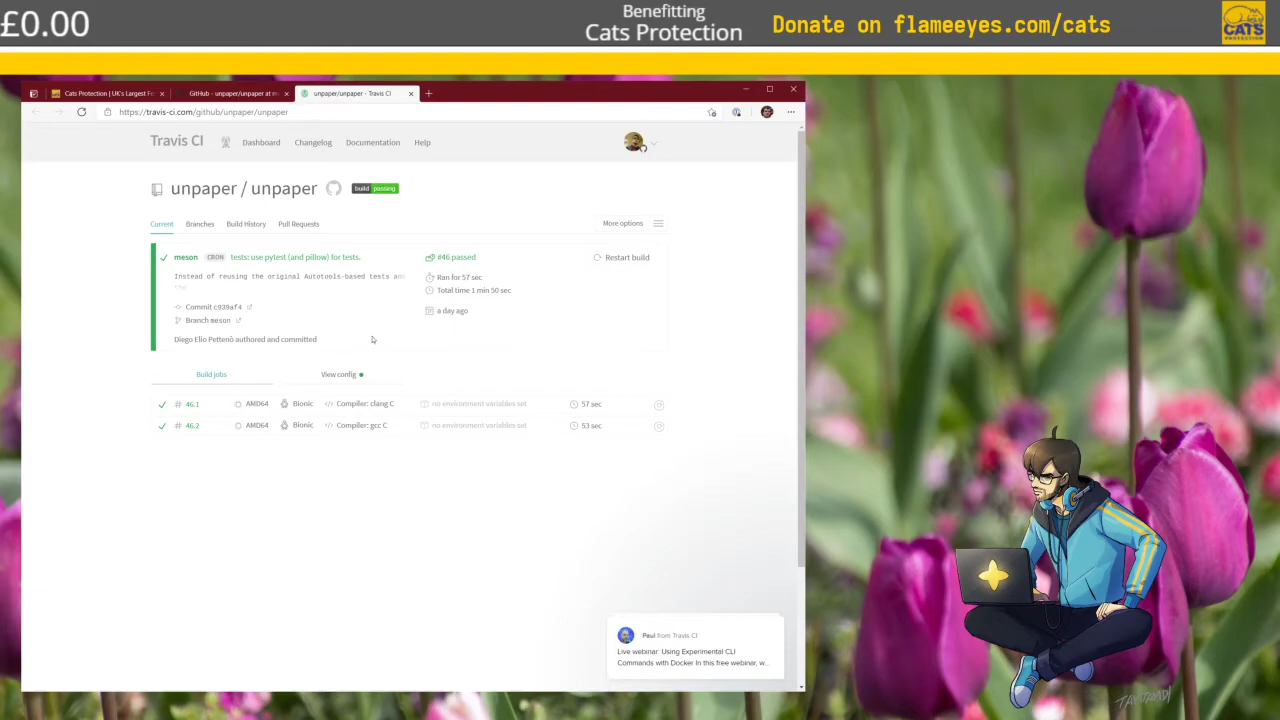 £0.00
Benefitting
Cats Protection
Donate on flameeyes.com/cats
CATS
PROTECTION
Cats Protection | UK's Largest Fe
GitHub - unpaper/unpaper at m
unpaper/unpaper - Travis CI
https://travis-ci.com/github/unpaper/unpaper
Travis CI
Dashboard
Changelog
Documentation
Help
unpaper / unpaper
build passing
Current
Branches
Build History
Pull Requests
More options
meson CRON tests: use pytest (and pillow) for tests.
#46 passed
Restart build
Instead of reusing the original Autotools-based tests and
the
Ran for 57 sec
Total time 1 min 50 sec
Commit c939af4
a day ago
Branch meson
Diego Elio Pettenò authored and committed
Build jobs
View config
# 46.1 AMD64 Bionic </> Compiler: clang C no environment variables set 57 sec
# 46.2 AMD64 Bionic </> Compiler: gcc C no environment variables set 53 sec
Paul from Travis CI
Live webinar: Using Experimental CLI
Commands with Docker In this free webinar, w...